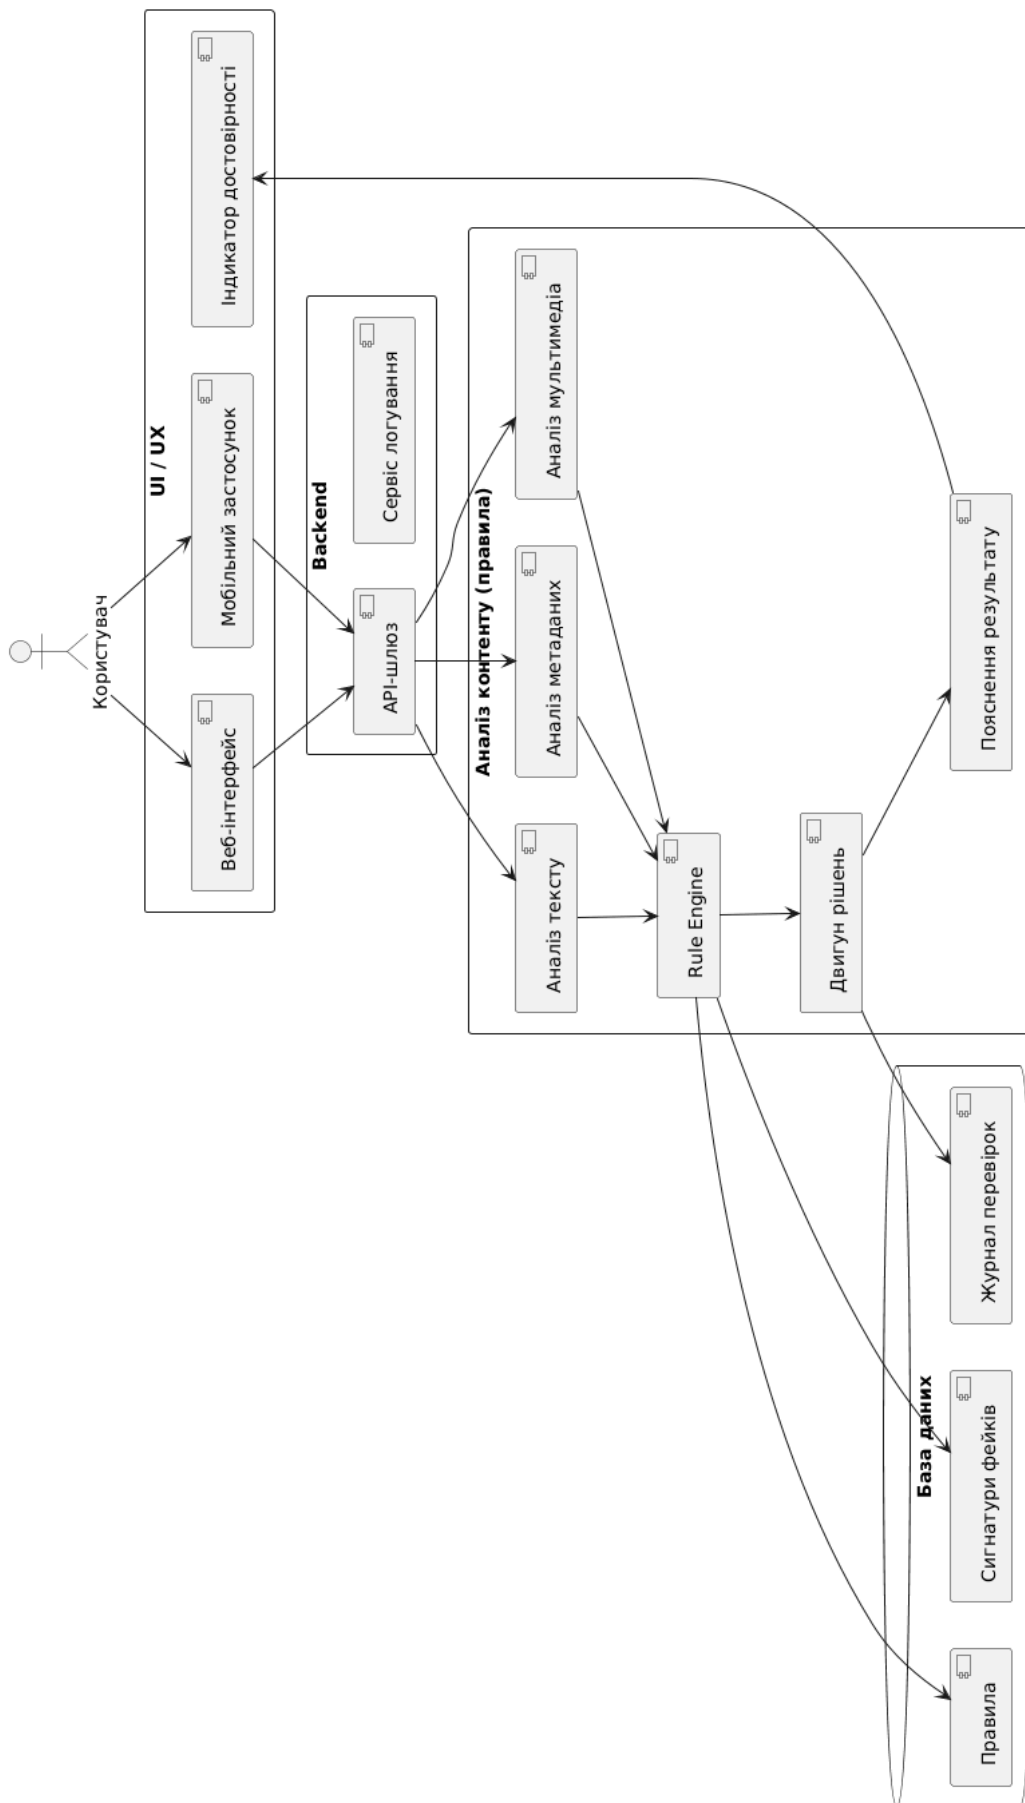 Користувач
UI / UX
Веб-інтерфейс
Мобільний застосунок
Індикатор достовірності
Backend
API-шлюз
Сервіс логування
Аналіз контенту (правила)
Аналіз тексту
Аналіз метаданих
Аналіз мультимедіа
Rule Engine
Двигун рішень
Пояснення результату
База даних
Правила
Сигнатури фейків
Журнал перевірок